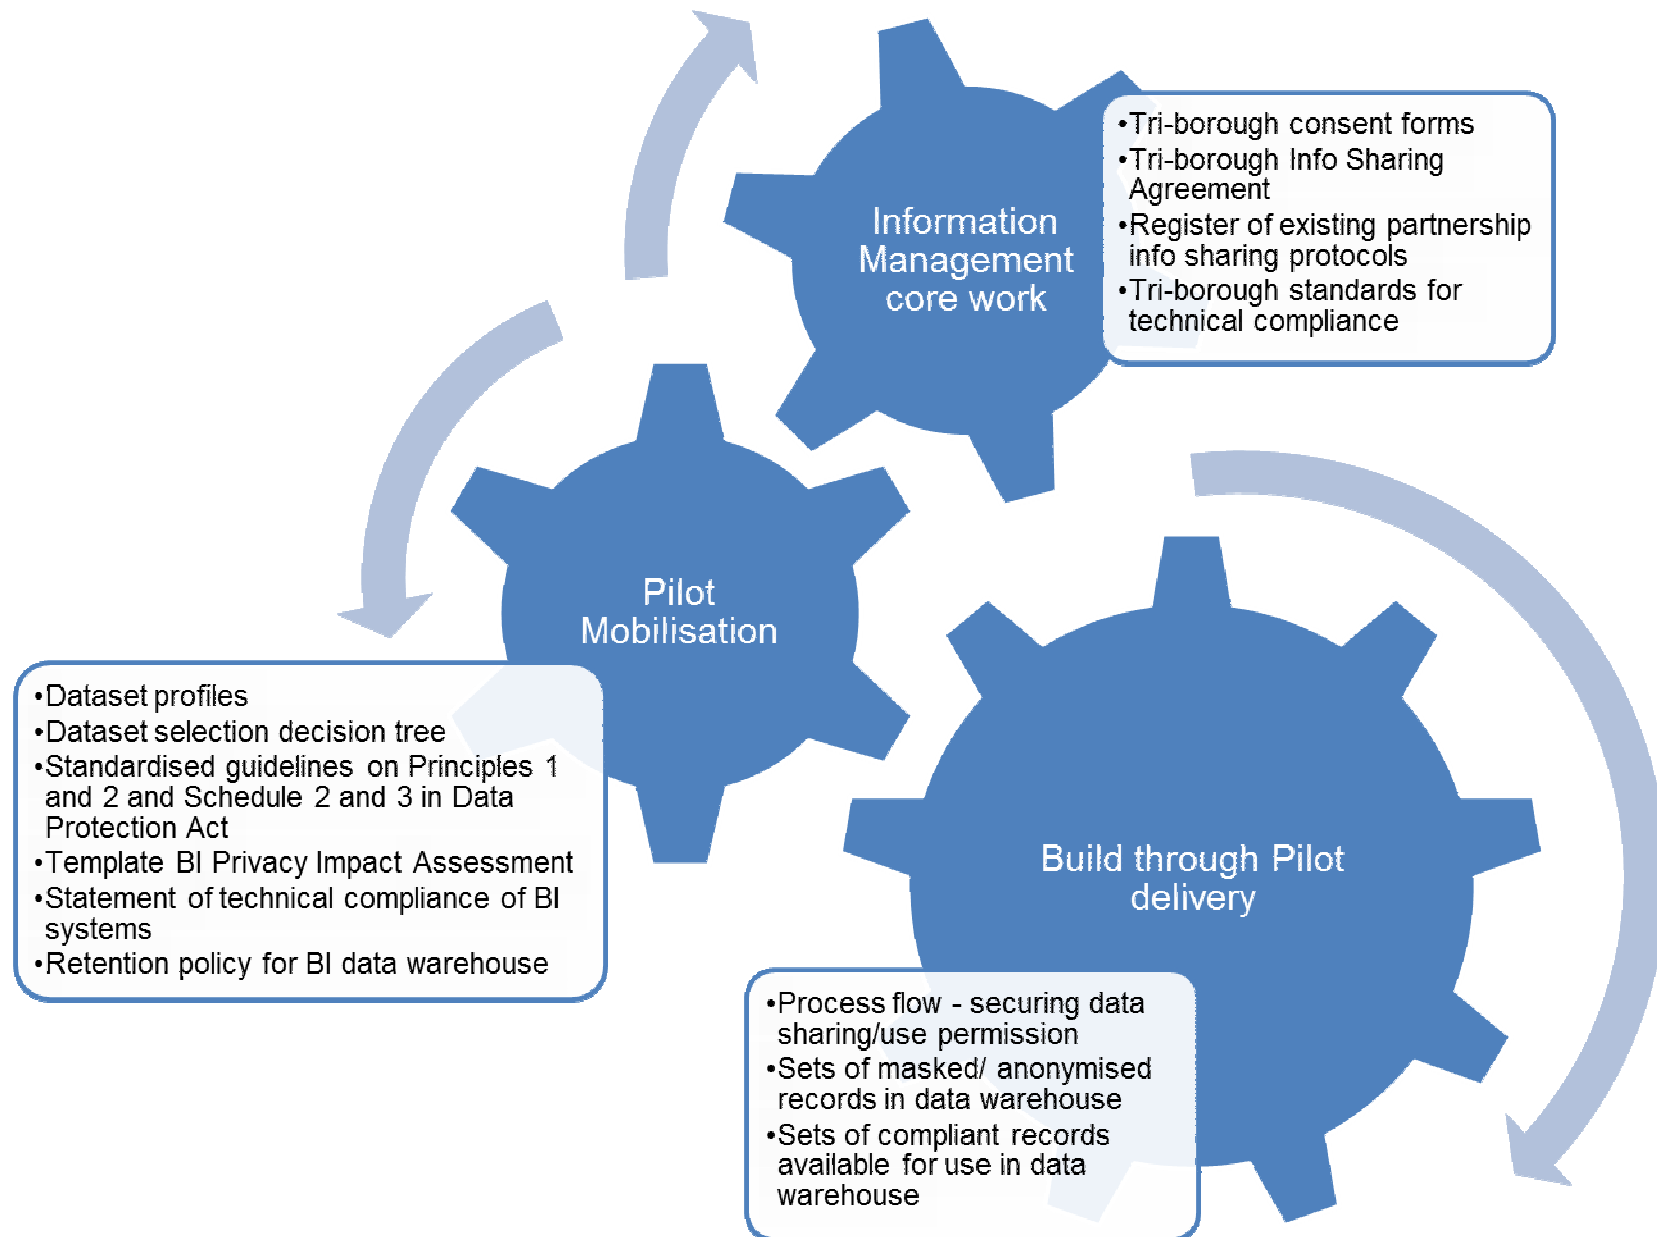 Information
Management
core work
•Tri-borough consent forms
•Tri-borough Info Sharing
Agreement
•Register of existing partnership
info sharing protocols
•Tri-borough standards for
technical compliance
Pilot
Mobilisation
•Dataset profiles
•Dataset selection decision tree
•Standardised guidelines on Principles 1
and 2 and Schedule 2 and 3 in Data
Protection Act
•Template BI Privacy Impact Assessment
•Statement of technical compliance of BI
systems
•Retention policy for BI data warehouse
Build through Pilot
delivery
•Process flow - securing data
sharing/use permission
•Sets of masked/ anonymised
records in data warehouse
•Sets of compliant records
available for use in data
warehouse